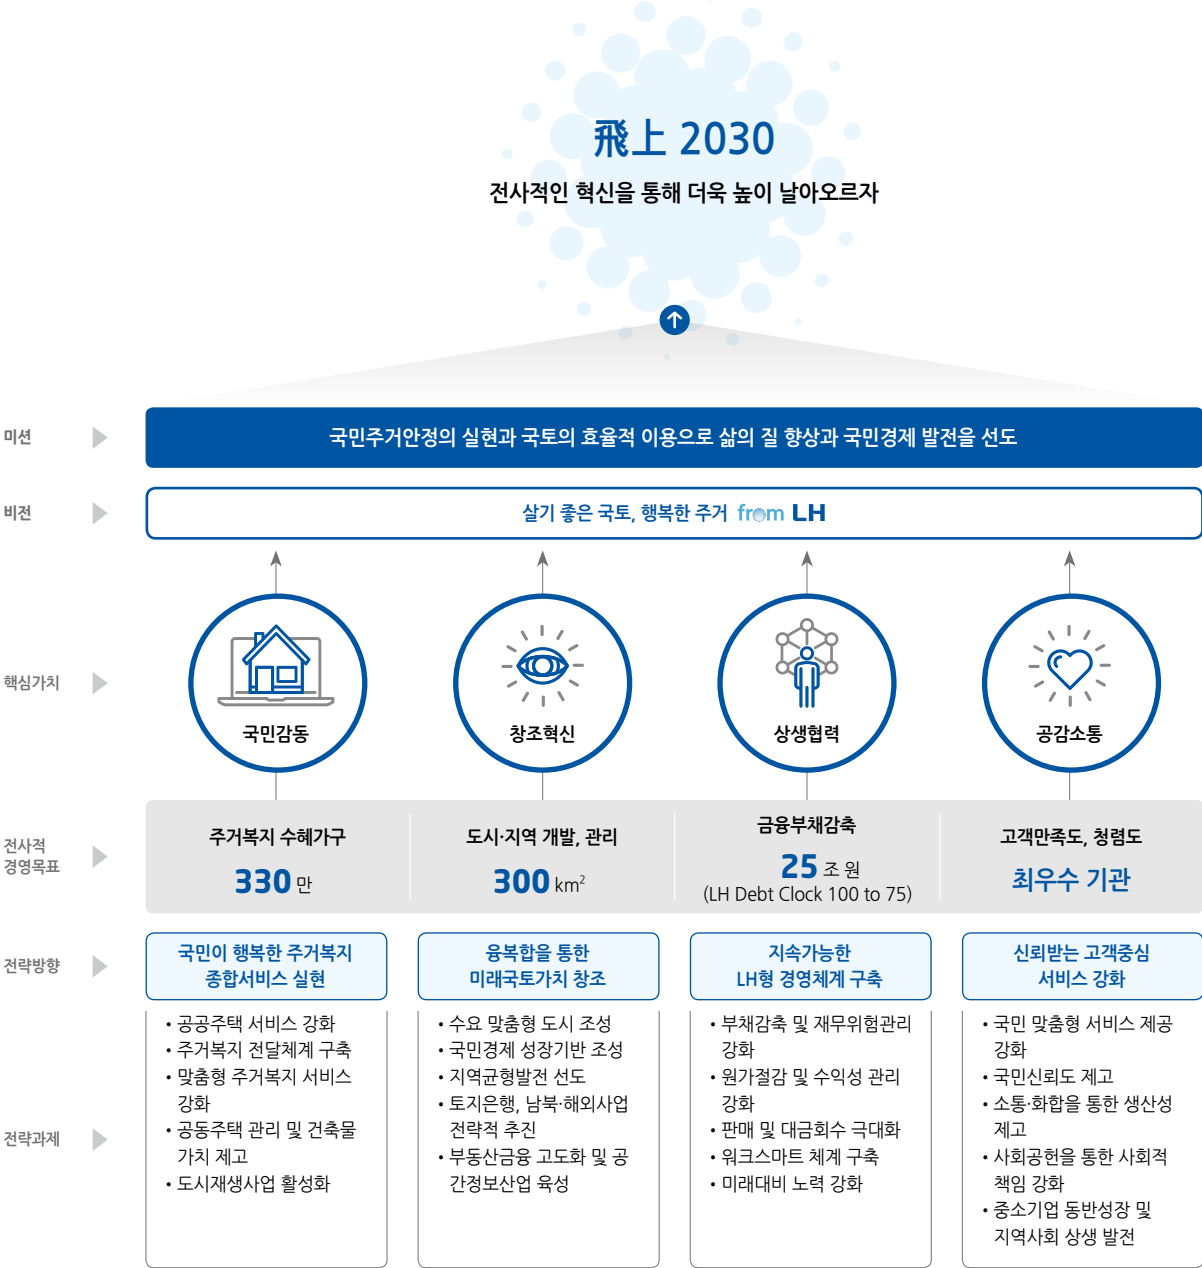 飛上 2030
전사적인 혁신을 통해 더욱 높이 날아오르자
미션
국민주거안정의 실현과 국토의 효율적 이용으로 삶의 질 향상과 국민경제 발전을 선도
비전
살기 좋은 국토, 행복한 주거 from LH
핵심가치
국민감동
창조혁신
상생협력
공감소통
전사적
경영목표
주거복지 수혜가구
330 만
도시·지역 개발, 관리
300 km²
금융부채감축
25 조 원
(LH Debt Clock 100 to 75)
고객만족도, 청렴도
최우수 기관
전략방향
국민이 행복한 주거복지
종합서비스 실현
융복합을 통한
미래국토가치 창조
지속가능한
LH형 경영체계 구축
신뢰받는 고객중심
서비스 강화
전략과제
• 공공주택 서비스 강화
• 주거복지 전달체계 구축
• 맞춤형 주거복지 서비스
강화
• 공동주택 관리 및 건축물
가치 제고
• 도시재생사업 활성화
• 수요 맞춤형 도시 조성
• 국민경제 성장기반 조성
• 지역균형발전 선도
• 토지은행, 남북·해외사업
전략적 추진
• 부동산금융 고도화 및 공
간정보산업 육성
• 부채감축 및 재무위험관리
강화
• 원가절감 및 수익성 관리
강화
• 판매 및 대금회수 극대화
• 워크스마트 체계 구축
• 미래대비 노력 강화
• 국민 맞춤형 서비스 제공
강화
• 국민신뢰도 제고
• 소통·화합을 통한 생산성
제고
• 사회공헌을 통한 사회적
책임 강화
• 중소기업 동반성장 및
지역사회 상생 발전